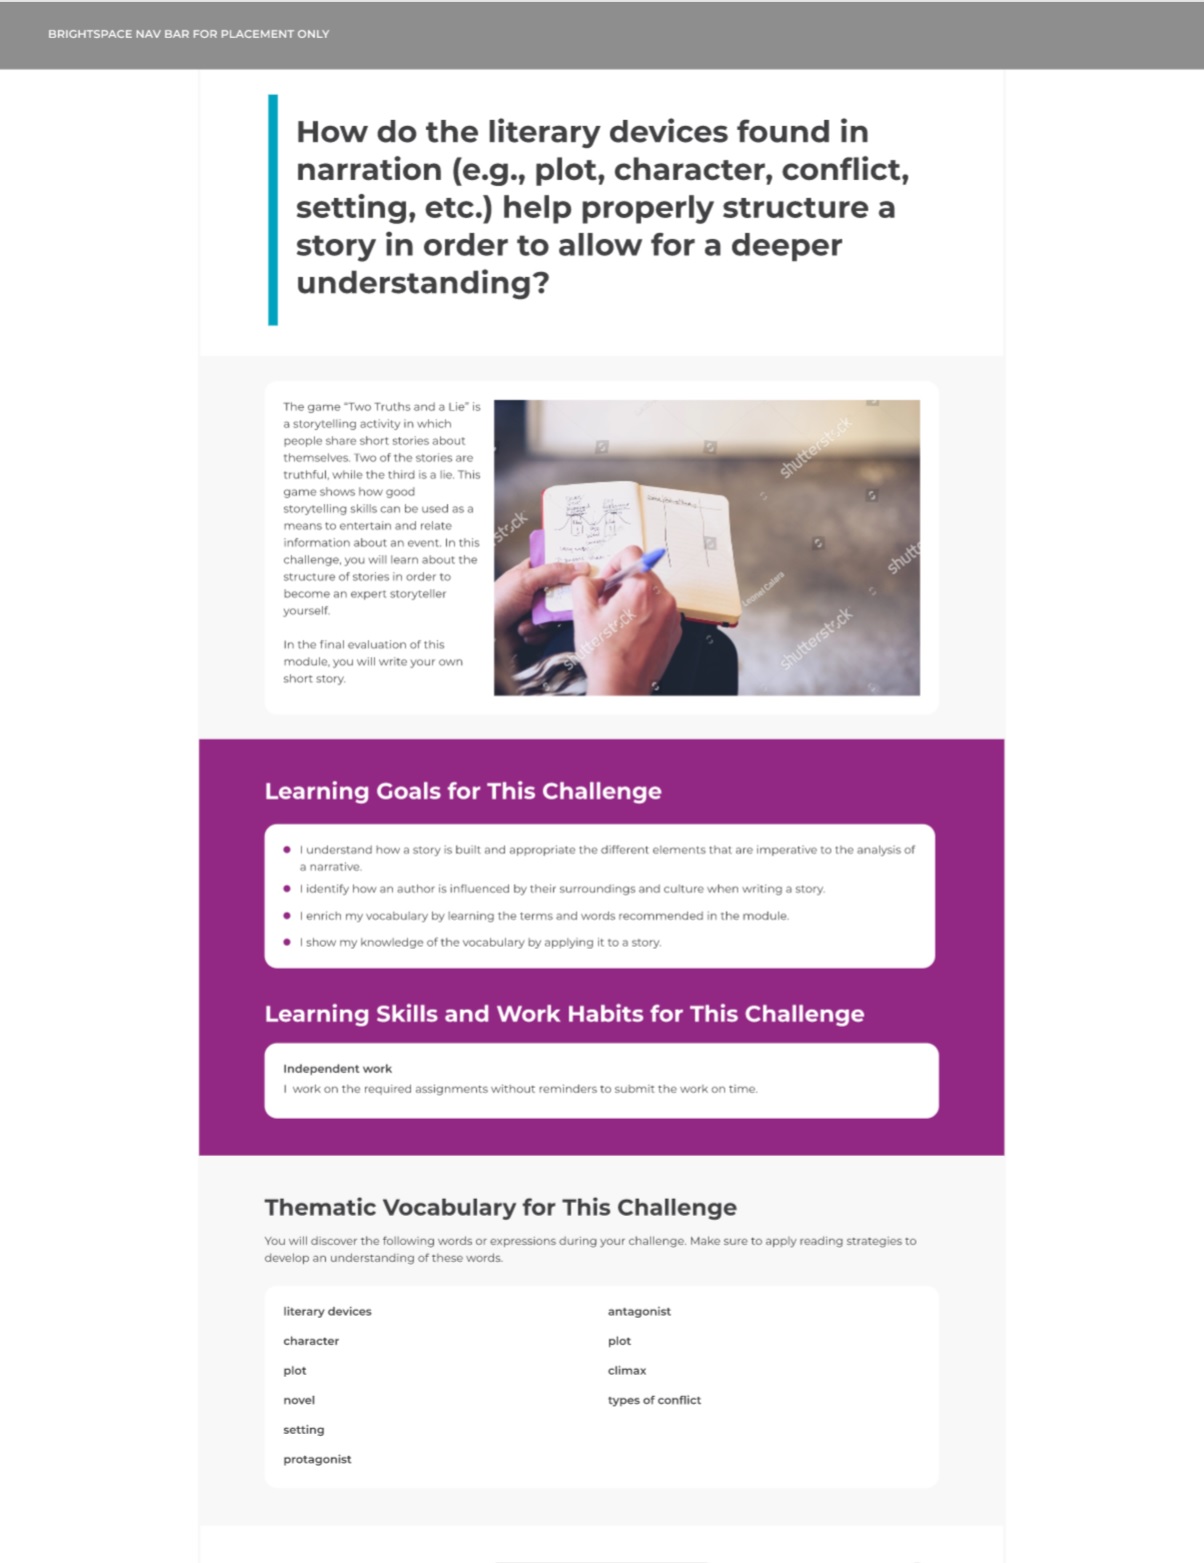 BRIGHTSPACE NAV BAR FOR PLACEMENT ONLY
How do the literary devices found in
narration (e.g., plot, character, conflict,
setting, etc.) help properly structure a
story in order to allow for a deeper
understanding?
The game “Two Truths and a Lie” is
a storytelling activity in which
people share short stories about
themselves. Two of the stories are
truthful, while the third is a lie. This
game shows how good
storytelling skills can be used as a
means to entertain and relate
information about an event. In this
challenge, you will learn about the
structure of stories in order to
become an expert storyteller
yourself.
In the final evaluation of this
module, you will write your own
short story.
shutterstock
shutterstock
shutterstock
Learning Goals for This Challenge
I understand how a story is built and appropriate the different elements that are imperative to the analysis of
a narrative.
I identify how an author is influenced by their surroundings and culture when writing a story.
I enrich my vocabulary by learning the terms and words recommended in the module.
I show my knowledge of the vocabulary by applying it to a story.
Learning Skills and Work Habits for This Challenge
Independent work
I work on the required assignments without reminders to submit the work on time.
Thematic Vocabulary for This Challenge
You will discover the following words or expressions during your challenge. Make sure to apply reading strategies to
develop an understanding of these words.
literary devices
character
plot
novel
setting
protagonist
antagonist
plot
climax
types of conflict